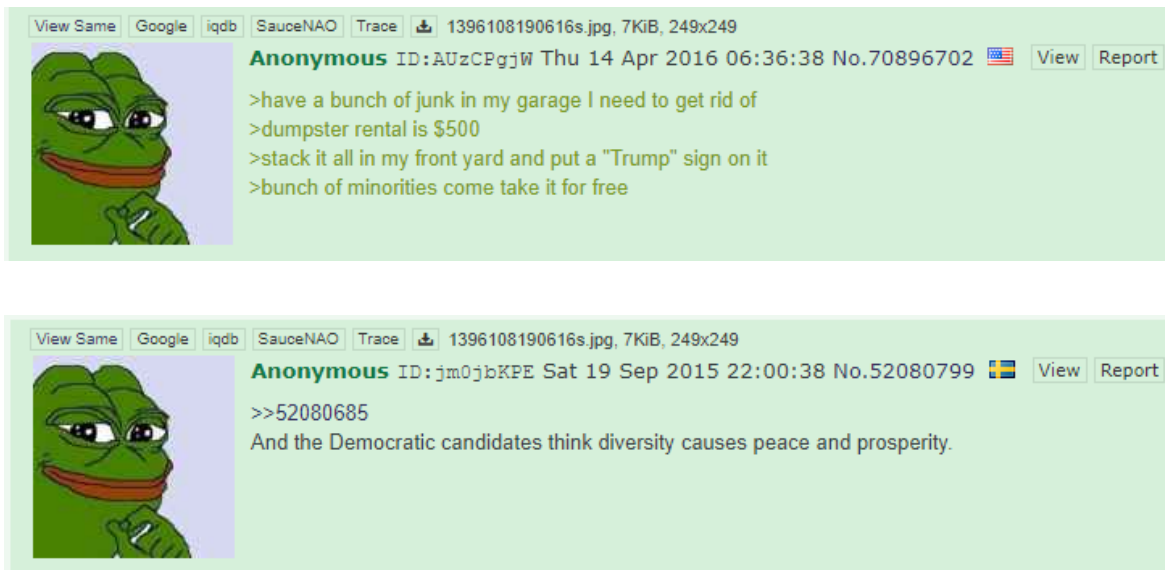 View Same Google iqdb SauceNAO Trace 1396108190616s.jpg, 7KiB, 249x249
Anonymous ID:AUzCPgjW Thu 14 Apr 2016 06:36:38 No.70896702 View Report
>have a bunch of junk in my garage I need to get rid of
>dumpster rental is $500
>stack it all in my front yard and put a "Trump" sign on it
>bunch of minorities come take it for free
View Same Google iqdb SauceNAO Trace 1396108190616s.jpg, 7KiB, 249x249
Anonymous ID:jm0jbKPE Sat 19 Sep 2015 22:00:38 No.52080799 View Report
>>52080685
And the Democratic candidates think diversity causes peace and prosperity.